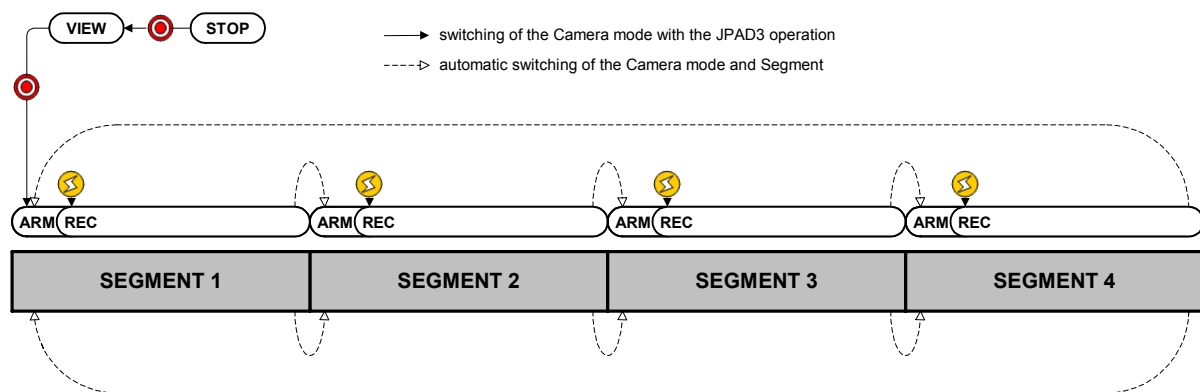 VIEW
STOP
switching of the Camera mode with the JPAD3 operation
automatic switching of the Camera mode and Segment
ARM REC ARM REC ARM REC ARM REC
SEGMENT 1 SEGMENT 2 SEGMENT 3 SEGMENT 4